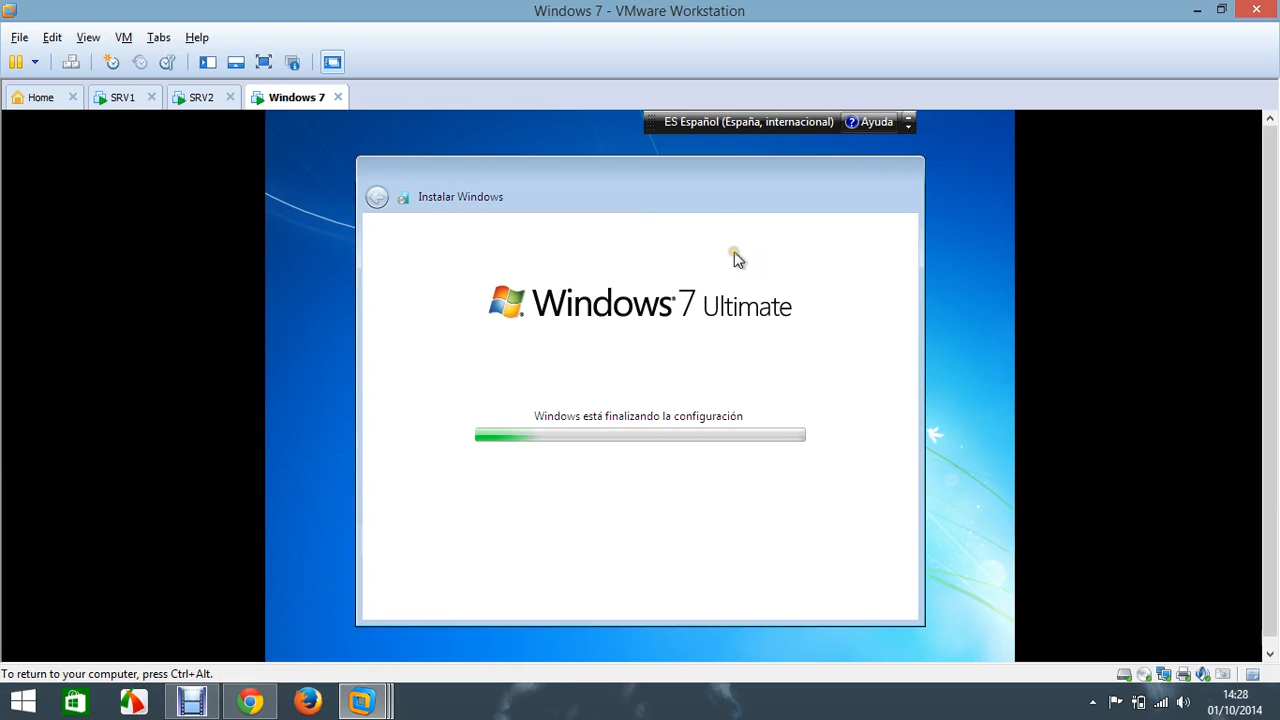 Windows 7 - VMware Workstation
File Edit View VM Tabs Help
Home SRV1 SRV2 Windows 7
ES Español (España, internacional) ? Ayuda
Instalar Windows
Windows® 7 Ultimate
Windows está finalizando la configuración
To return to your computer, press Ctrl+Alt.
14:28
01/10/2014